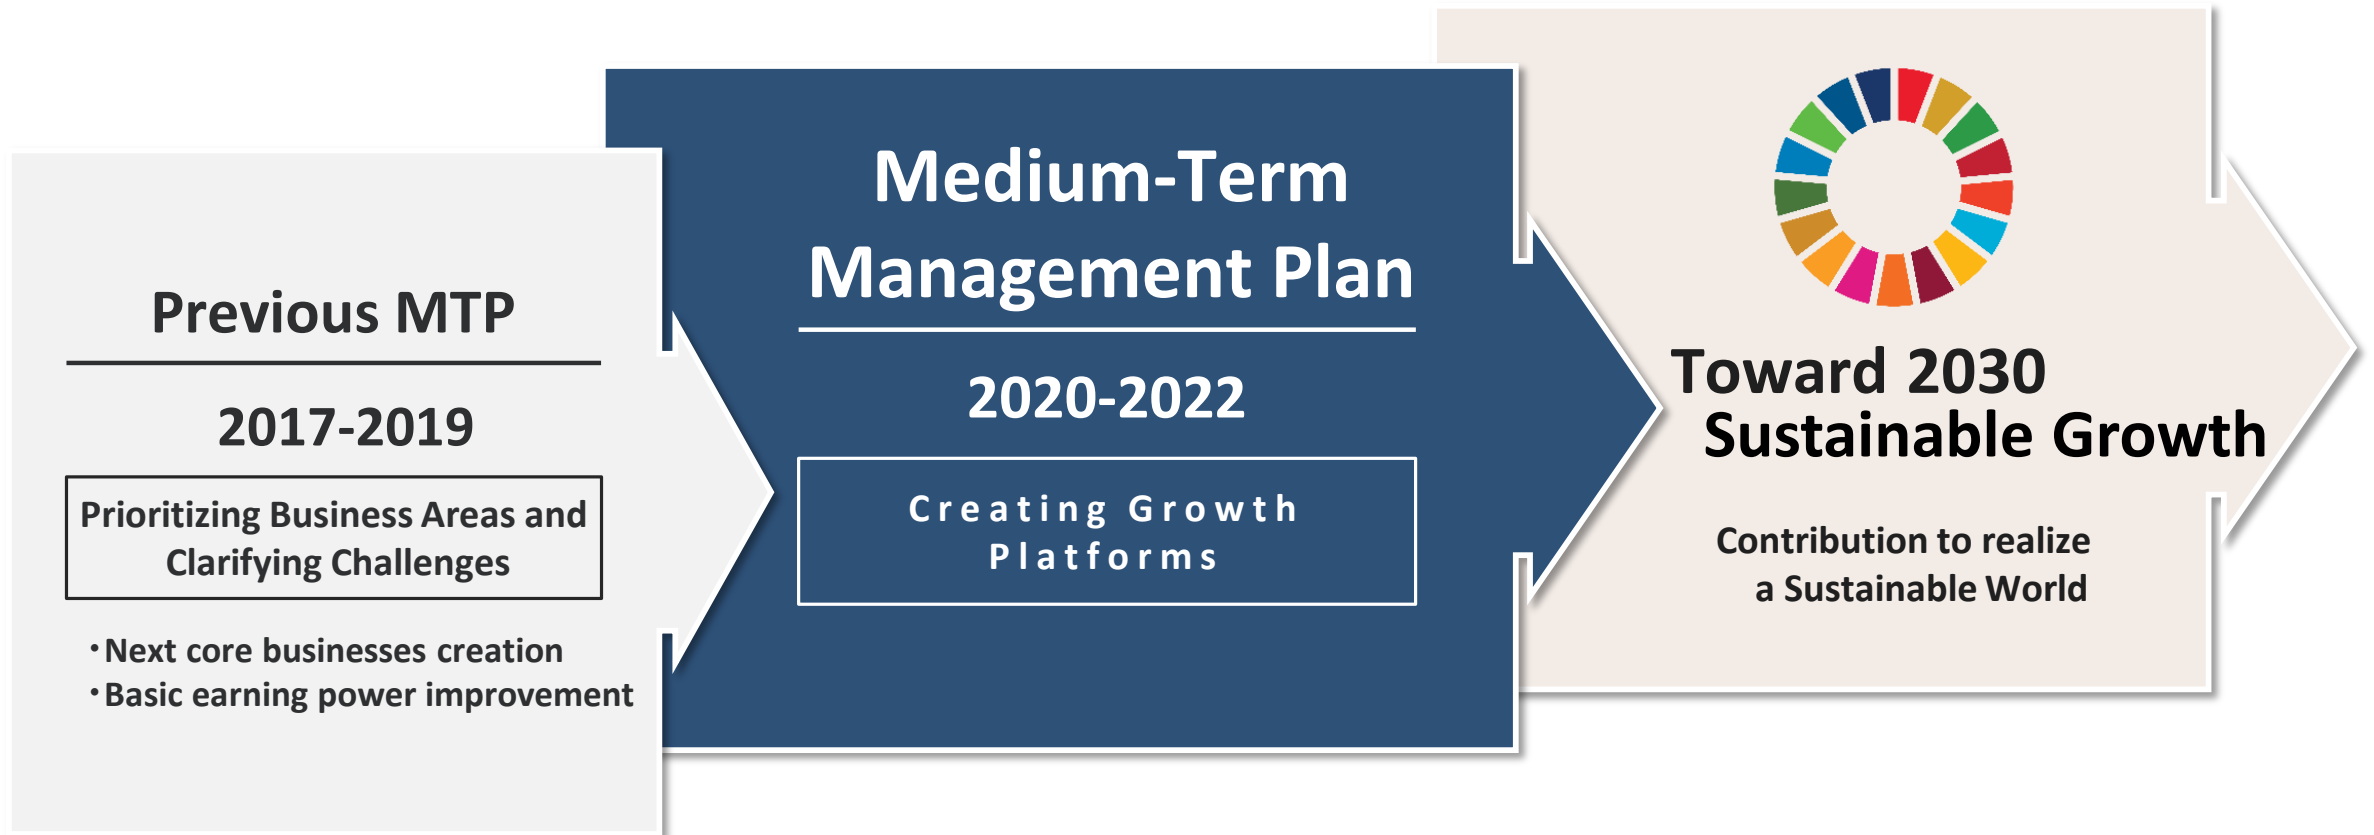 Previous MTP
2017-2019
Prioritizing Business Areas and
Clarifying Challenges
・Next core businesses creation
・Basic earning power improvement
Medium-Term
Management Plan
2020-2022
Creating Growth
Platforms
Toward 2030
Sustainable Growth
Contribution to realize
a Sustainable World